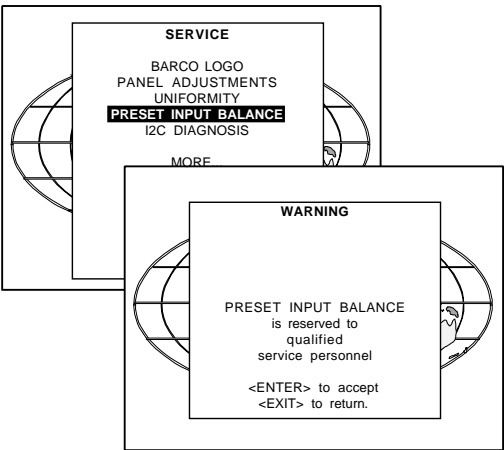 SERVICE
BARCO LOGO
PANEL ADJUSTMENTS
UNIFORMITY
PRESET INPUT BALANCE
I2C DIAGNOSIS
MORE
WARNING
PRESET INPUT BALANCE
is reserved to
qualified
service personnel
<ENTER> to accept
<EXIT> to return.